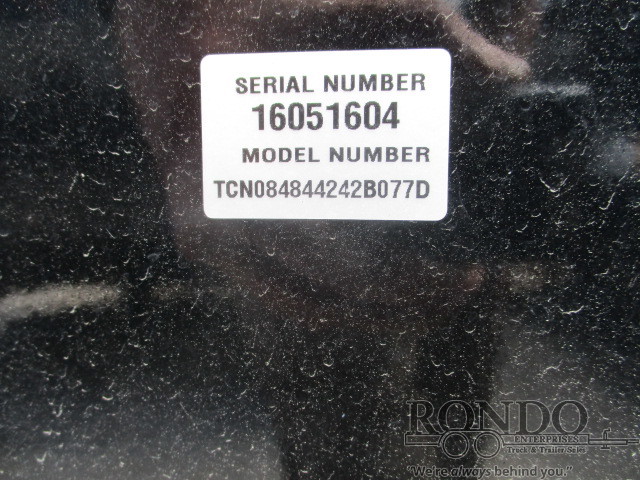 SERIAL NUMBER
16051604
MODEL NUMBER
TCN084844242B077D
RONDO
ENTERPRISES
Truck & Trailer Sales
"We're always behind you."